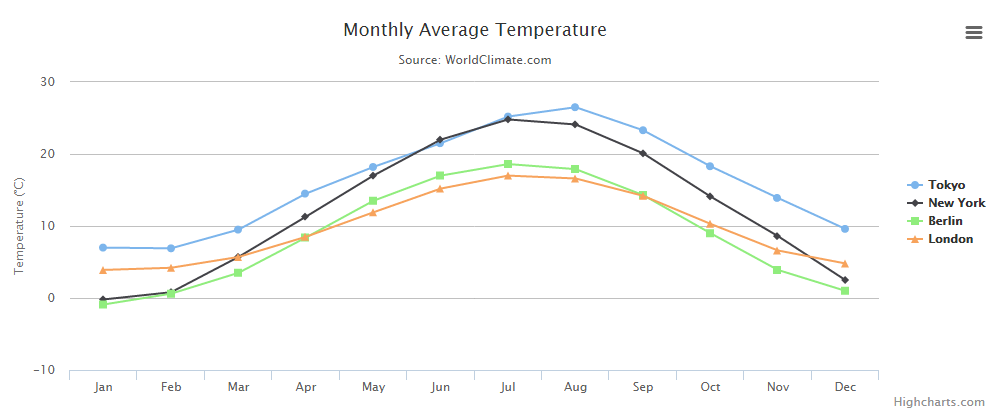 Monthly Average Temperature
Source: WorldClimate.com
Temperature (°C)
30
20
10
0
−10
Jan Feb Mar Apr May Jun Jul Aug Sep Oct Nov Dec
Tokyo
New York
Berlin
London
Highcharts.com